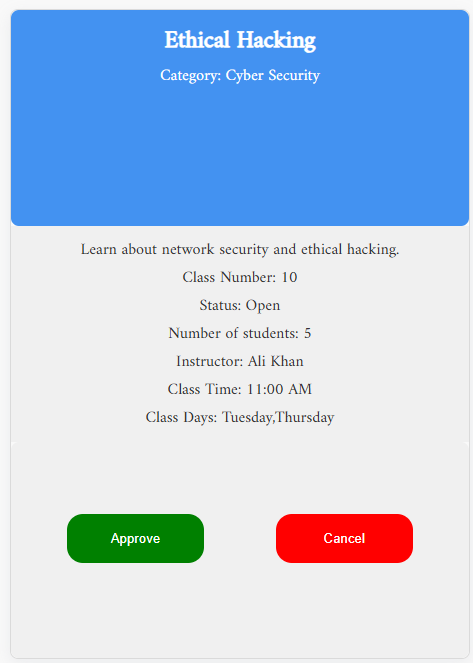 Ethical Hacking
Category: Cyber Security
Learn about network security and ethical hacking.
Class Number: 10
Status: Open
Number of students: 5
Instructor: Ali Khan
Class Time: 11:00 AM
Class Days: Tuesday,Thursday
Approve
Cancel